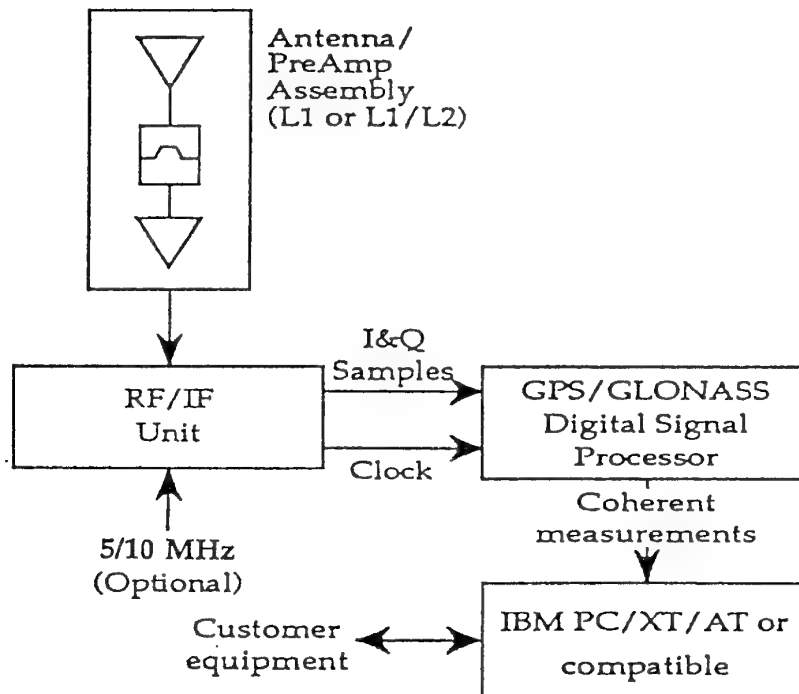 Antenna/
PreAmp
Assembly
(L1 or L1/L2)
I&Q
Samples
RF/IF
Unit
Clock
GPS/GLONASS
Digital Signal
Processor
5/10 MHz
(Optional)
Coherent
measurements
Customer
equipment
IBM PC/XT/AT or
compatible